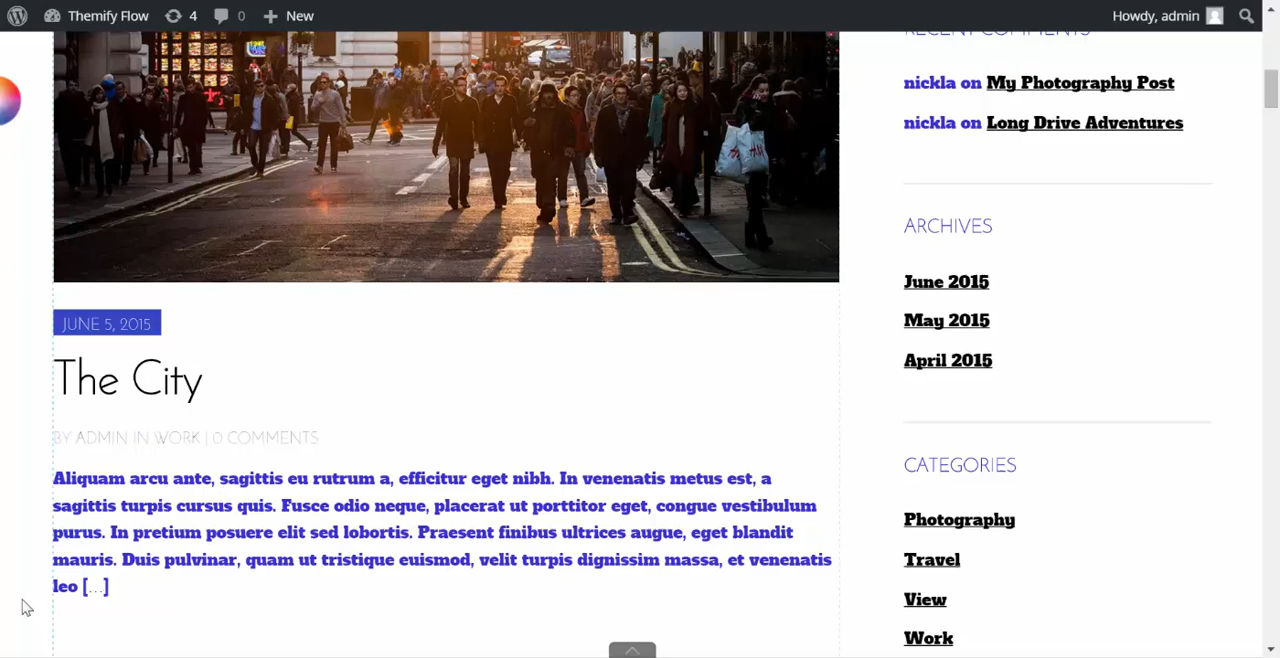 Themify Flow
4
0
New
Howdy, admin
RECENT COMMENTS
nickla on My Photography Post
nickla on Long Drive Adventures
ARCHIVES
June 2015
May 2015
April 2015
CATEGORIES
Photography
Travel
View
Work
JUNE 5, 2015
The City
BY ADMIN IN WORK | 0 COMMENTS
Aliquam arcu ante, sagittis eu rutrum a, efficitur eget nibh. In venenatis metus est, a
sagittis turpis cursus quis. Fusce odio neque, placerat ut porttitor eget, congue vestibulum
purus. In pretium posuere elit sed lobortis. Praesent finibus ultrices augue, eget blandit
mauris. Duis pulvinar, quam ut tristique euismod, velit turpis dignissim massa, et venenatis
leo [...]